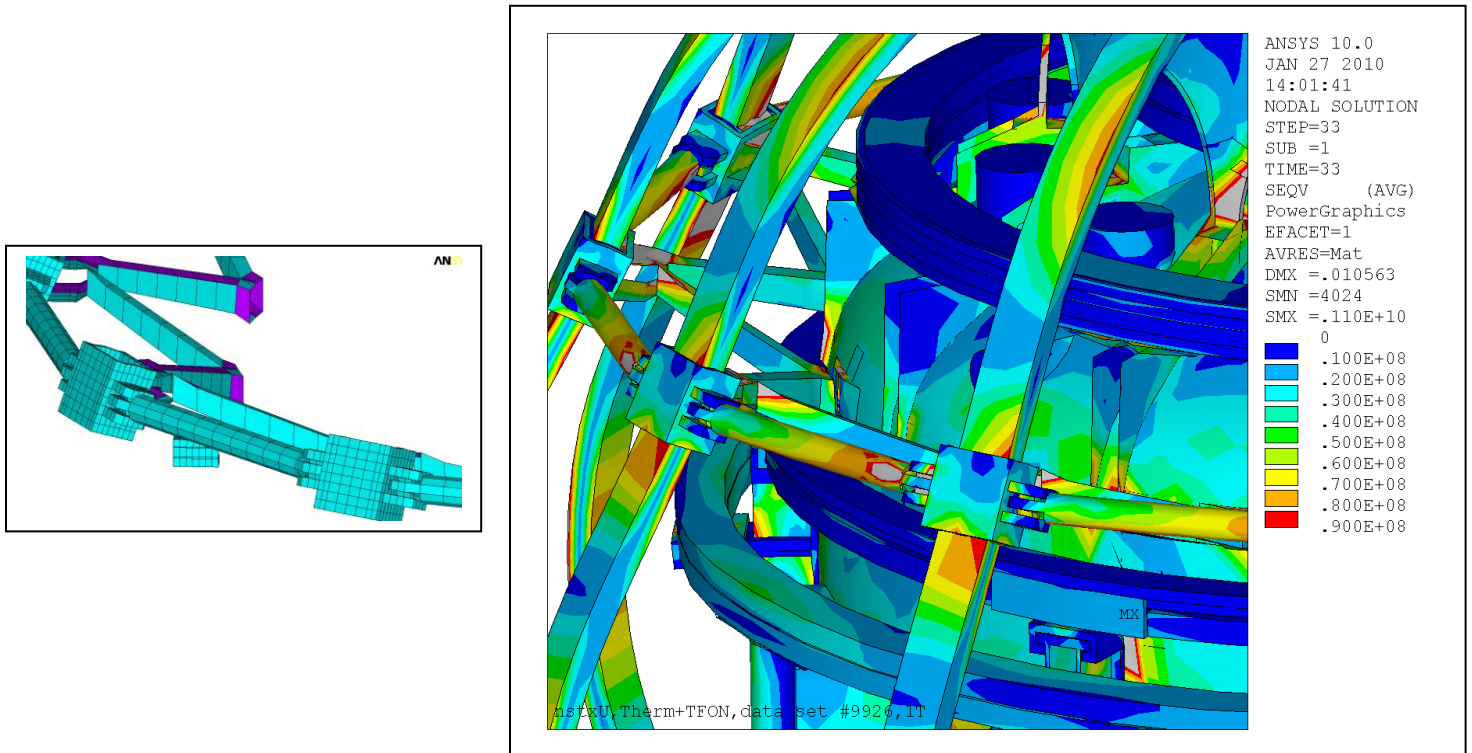 ANS
ANSYS 10.0
JAN 27 2010
14:01:41
NODAL SOLUTION
STEP=33
SUB =1
TIME=33
SEQV (AVG)
PowerGraphics
EFACET=1
AVRES=Mat
DMX =.010563
SMN =4024
SMX =.110E+10
0
.100E+08
.200E+08
.300E+08
.400E+08
.500E+08
.600E+08
.700E+08
.800E+08
.900E+08
MX
nstxU,Therm+TFON,data set #9926,1T